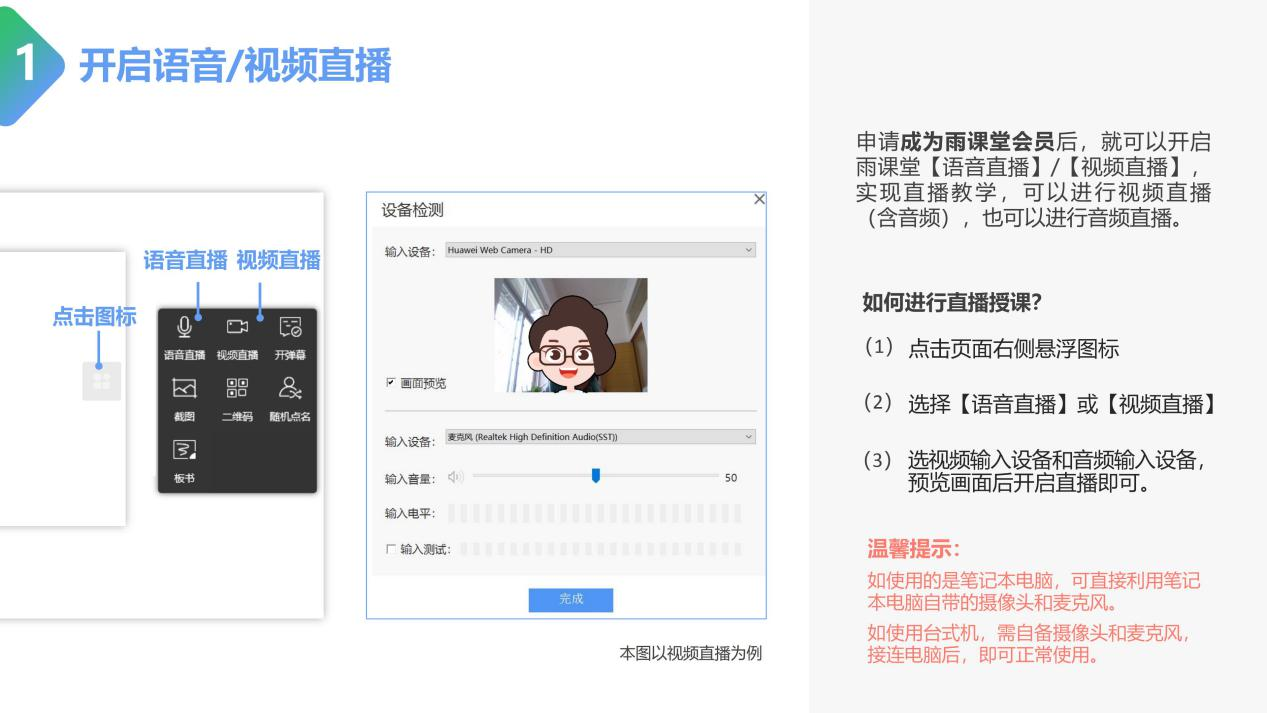 1
开启语音/视频直播
语音直播 视频直播
点击图标
语音直播 视频直播 开弹幕
截图 二维码 随机点名
板书
设备检测
输入设备： Huawei Web Camera - HD
画面预览
输入设备： 麦克风 (Realtek High Definition Audio(SST))
输入音量： 50
输入电平：
输入测试：
完成
本图以视频直播为例
申请成为雨课堂会员后，就可以开启
雨课堂【语音直播】/【视频直播】，
实现直播教学，可以进行视频直播
（含音频），也可以进行音频直播。
如何进行直播授课？
（1） 点击页面右侧悬浮图标
（2） 选择【语音直播】或【视频直播】
（3） 选视频输入设备和音频输入设备，
预览画面后开启直播即可。
温馨提示：
如使用的是笔记本电脑，可直接利用笔记
本电脑自带的摄像头和麦克风。
如使用台式机，需自备摄像头和麦克风，
接连电脑后，即可正常使用。